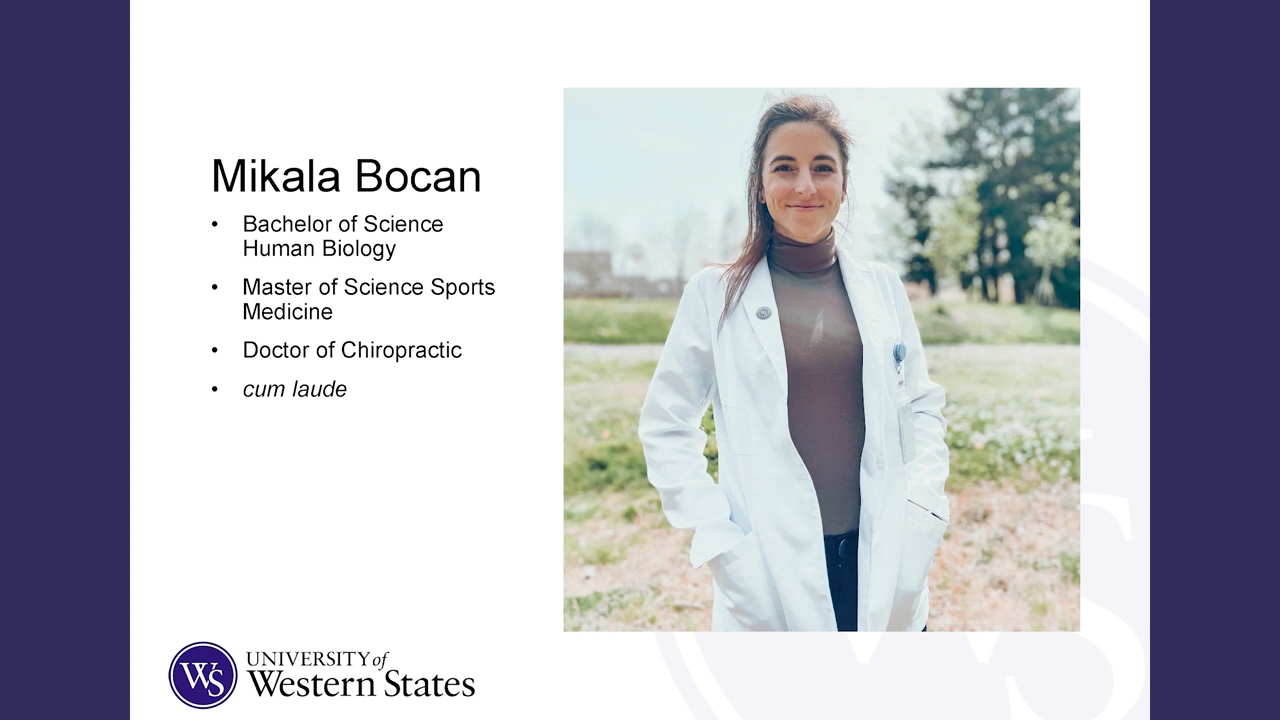 Mikala Bocan
• Bachelor of Science
Human Biology
• Master of Science Sports
Medicine
• Doctor of Chiropractic
• cum laude
WS
UNIVERSITY of
Western States